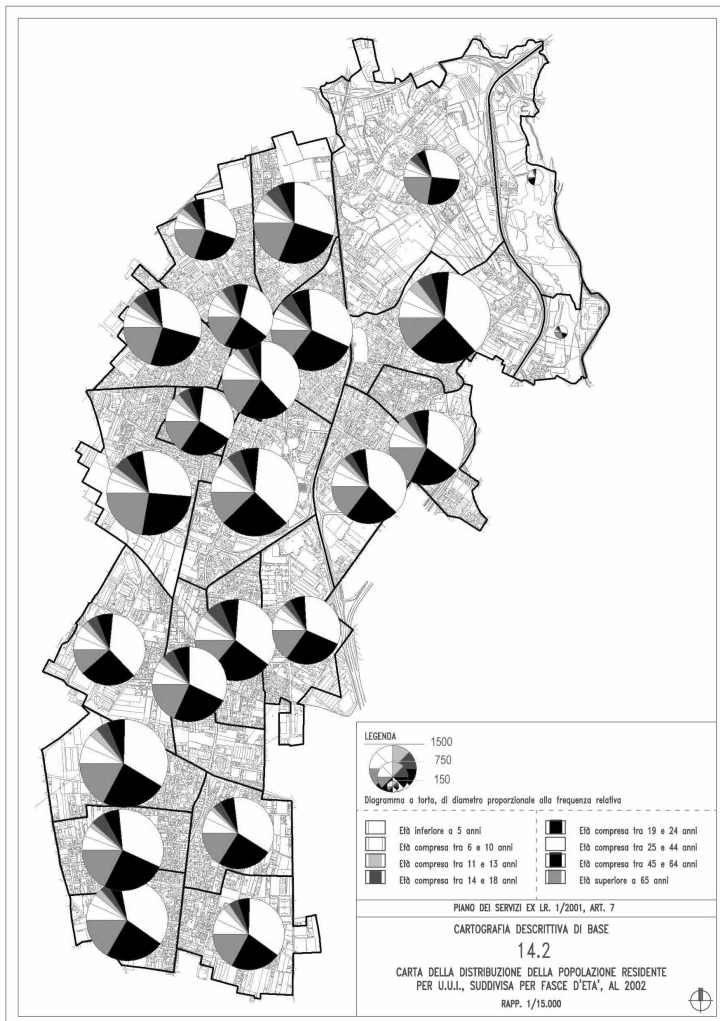 LEGENDA
1500
750
150
Diagramma a torta, di diametro proporzionale alla frequenza relativa
Età inferiore a 5 anni
Età compresa tra 6 e 10 anni
Età compresa tra 11 e 13 anni
Età compresa tra 14 e 18 anni
Età compresa tra 19 e 24 anni
Età compresa tra 25 e 44 anni
Età compresa tra 45 e 64 anni
Età superiore a 65 anni
PIANO DEI SERVIZI EX LR. 1/2001, ART. 7
CARTOGRAFIA DESCRITTIVA DI BASE
14.2
CARTA DELLA DISTRIBUZIONE DELLA POPOLAZIONE RESIDENTE
PER U.U.I., SUDDIVISA PER FASCE D'ETA', AL 2002
RAPP. 1/15.000